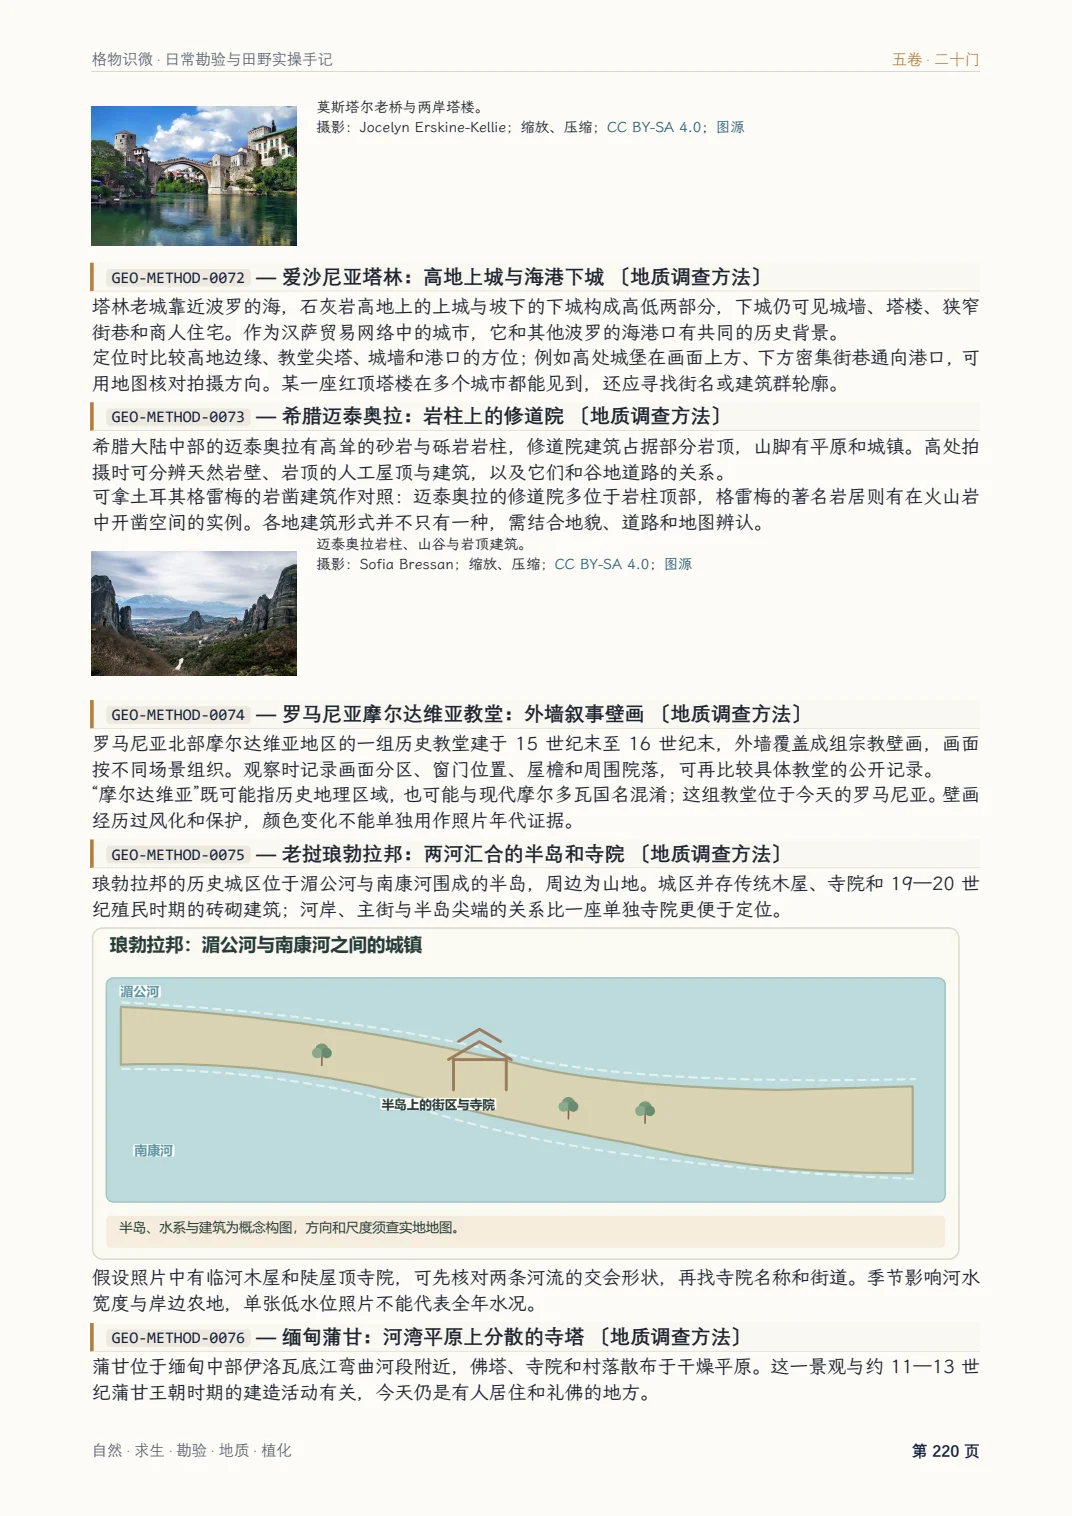 格物识微 · 日常勘验与田野实操手记
五卷 · 二十门
莫斯塔尔老桥与两岸塔楼。
摄影：Jocelyn Erskine-Kellie；缩放、压缩；CC BY-SA 4.0；图源
GEO-METHOD-0072 — 爱沙尼亚塔林：高地上城与海港下城 〔地质调查方法〕
塔林老城靠近波罗的海，石灰岩高地上的上城与坡下的下城构成高低两部分，下城仍可见城墙、塔楼、狭窄
街巷和商人住宅。作为汉萨贸易网络中的城市，它和其他波罗的海港口有共同的历史背景。
定位时比较高地边缘、教堂尖塔、城墙和港口的方位；例如高处城堡在画面上方、下方密集街巷通向港口，可
用地图核对拍摄方向。某一座红顶塔楼在多个城市都能见到，还应寻找街名或建筑群轮廓。
GEO-METHOD-0073 — 希腊迈泰奥拉：岩柱上的修道院 〔地质调查方法〕
希腊大陆中部的迈泰奥拉有高耸的砂岩与砾岩岩柱，修道院建筑占据部分岩顶，山脚有平原和城镇。高处拍
摄时可分辨天然岩壁、岩顶的人工屋顶与建筑，以及它们和谷地道路的关系。
可拿土耳其格雷梅的岩凿建筑作对照：迈泰奥拉的修道院多位于岩柱顶部，格雷梅的著名岩居则有在火山岩
中开凿空间的实例。各地建筑形式并不只有一种，需结合地貌、道路和地图辨认。
迈泰奥拉岩柱、山谷与岩顶建筑。
摄影：Sofia Bressan；缩放、压缩；CC BY-SA 4.0；图源
GEO-METHOD-0074 — 罗马尼亚摩尔达维亚教堂：外墙叙事壁画 〔地质调查方法〕
罗马尼亚北部摩尔达维亚地区的一组历史教堂建于 15 世纪末至 16 世纪末，外墙覆盖成组宗教壁画，画面
按不同场景组织。观察时记录画面分区、窗门位置、屋檐和周围院落，可再比较具体教堂的公开记录。
“摩尔达维亚”既可能指历史地理区域，也可能与现代摩尔多瓦国名混淆；这组教堂位于今天的罗马尼亚。壁画
经历过风化和保护，颜色变化不能单独用作照片年代证据。
GEO-METHOD-0075 — 老挝琅勃拉邦：两河汇合的半岛和寺院 〔地质调查方法〕
琅勃拉邦的历史城区位于湄公河与南康河围成的半岛，周边为山地。城区并存传统木屋、寺院和 19—20 世
纪殖民时期的砖砌建筑；河岸、主街与半岛尖端的关系比一座单独寺院更便于定位。
琅勃拉邦：湄公河与南康河之间的城镇
湄公河
半岛上的街区与寺院
南康河
半岛、水系与建筑为概念构图，方向和尺度须查实地地图。
假设照片中有临河木屋和陡屋顶寺院，可先核对两条河流的交会形状，再找寺院名称和街道。季节影响河水
宽度与岸边农地，单张低水位照片不能代表全年水况。
GEO-METHOD-0076 — 缅甸蒲甘：河湾平原上分散的寺塔 〔地质调查方法〕
蒲甘位于缅甸中部伊洛瓦底江弯曲河段附近，佛塔、寺院和村落散布于干燥平原。这一景观与约 11—13 世
纪蒲甘王朝时期的建造活动有关，今天仍是有人居住和礼佛的地方。
自然 · 求生 · 勘验 · 地质 · 植化
第 220 页